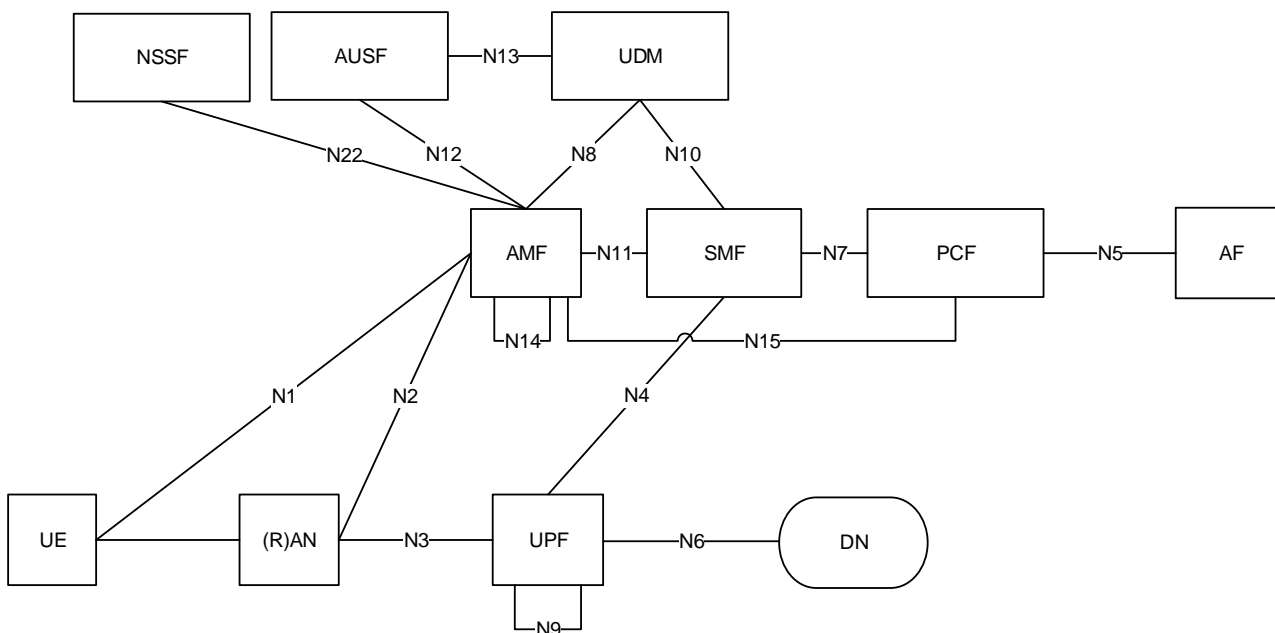 NSSF
AUSF
N13
UDM
N22
N12
N8
N10
AMF
N11
SMF
N7
PCF
N5
AF
N14
N15
N1
N2
N4
UE
(R)AN
N3
UPF
N6
DN
N9